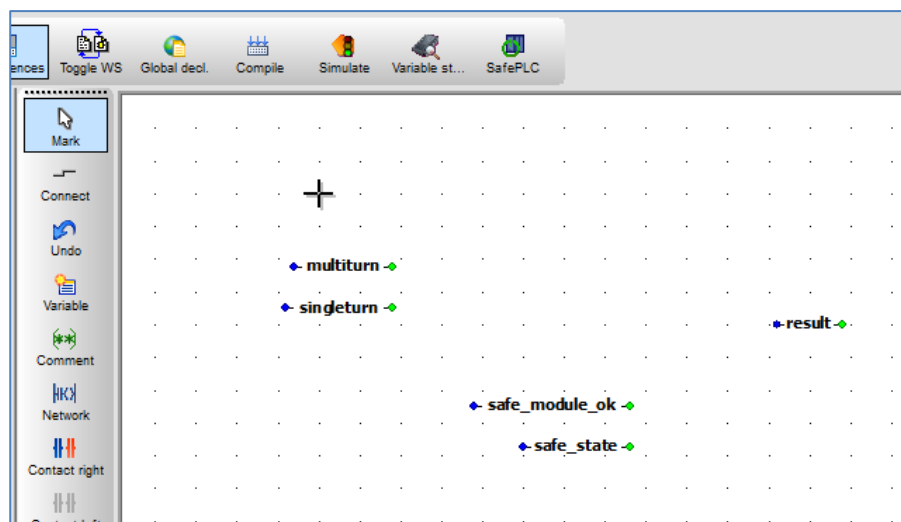 ences Toggle WS Global decl. Compile Simulate Variable st... SafePLC
Mark
Connect
Undo
Variable
Comment
Network
Contact right
multiturn
singleturn
result
safe_module_ok
safe_state